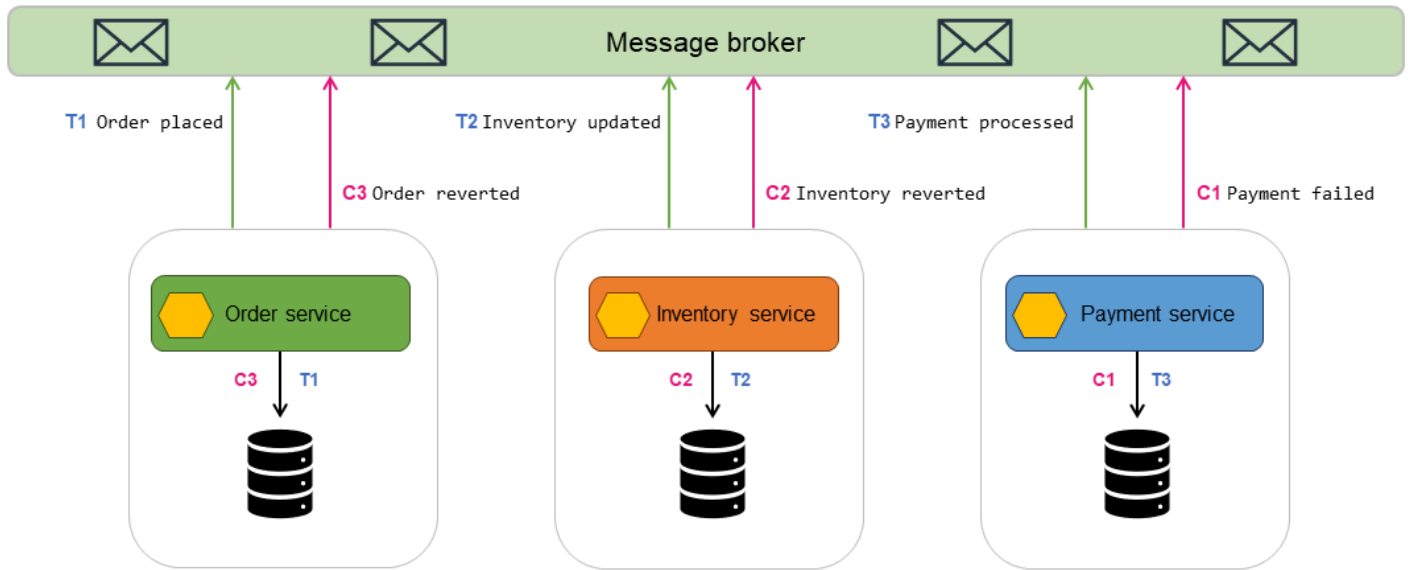 Message broker
T1 Order placed
T2 Inventory updated
T3 Payment processed
C3 Order reverted
C2 Inventory reverted
C1 Payment failed
Order service
Inventory service
Payment service
C3 T1
C2 T2
C1 T3